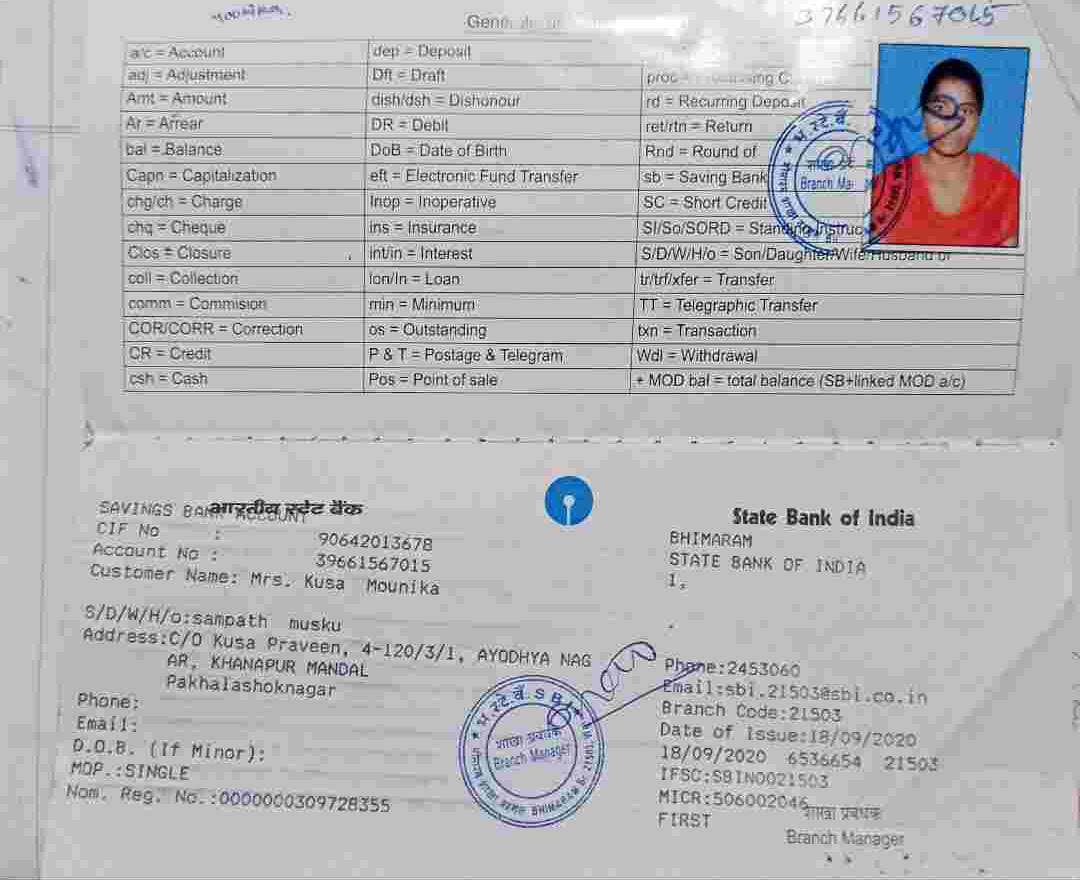 Mounika.
37661567015
a/c = Account
dep = Deposit
adj = Adjustment
Dft = Draft
Amt = Amount
dish/dsh = Dishonour
rd = Recurring Deposit
Ar = Arrear
DR = Debit
ret/rtn = Return
bal = Balance
DoB = Date of Birth
Rnd = Round of
Capn = Capitalization
eft = Electronic Fund Transfer
sb = Saving Bank
chg/ch = Charge
Inop = Inoperative
SC = Short Credit
chq = Cheque
ins = Insurance
SI/So/SORD = Standing Instruc
Clos = Closure
int/in = Interest
S/D/W/H/o = Son/Daughter/Wife/Husband of
coll = Collection
lon/ln = Loan
tr/trf/xfer = Transfer
comm = Commision
min = Minimum
TT = Telegraphic Transfer
COR/CORR = Correction
os = Outstanding
txn = Transaction
CR = Credit
P & T = Postage & Telegram
Wdl = Withdrawal
csh = Cash
Pos = Point of sale
+ MOD bal = total balance (SB+linked MOD a/c)
भ.स्टे.बैं.
शाखा
Branch Ma
भारतीय स्टेट बैंक
SAVINGS BANK ACCOUNT
CIF No : 90642013678
Account No : 39661567015
Customer Name: Mrs. Kusa Mounika
S/D/W/H/o:sampath musku
Address:C/O Kusa Praveen, 4-120/3/1, AYODHYA NAG
AR, KHANAPUR MANDAL
Pakhalashoknagar
Phone:
Email:
D.O.B. (If Minor):
MOP.:SINGLE
Nom. Reg. No.:0000000309728355
State Bank of India
BHIMARAM
STATE BANK OF INDIA
1,
Phone:2453060
Email:sbi.21503@sbi.co.in
Branch Code:21503
Date of Issue:18/09/2020
18/09/2020 6536654 21503
IFSC:SBIN0021503
MICR:506002046
FIRST
शाखा प्रबंधक
Branch Manager
भ.स्टे.बैं. S B I
शाखा प्रबंधक
Branch Manager
BHIMARAM Br. 21503